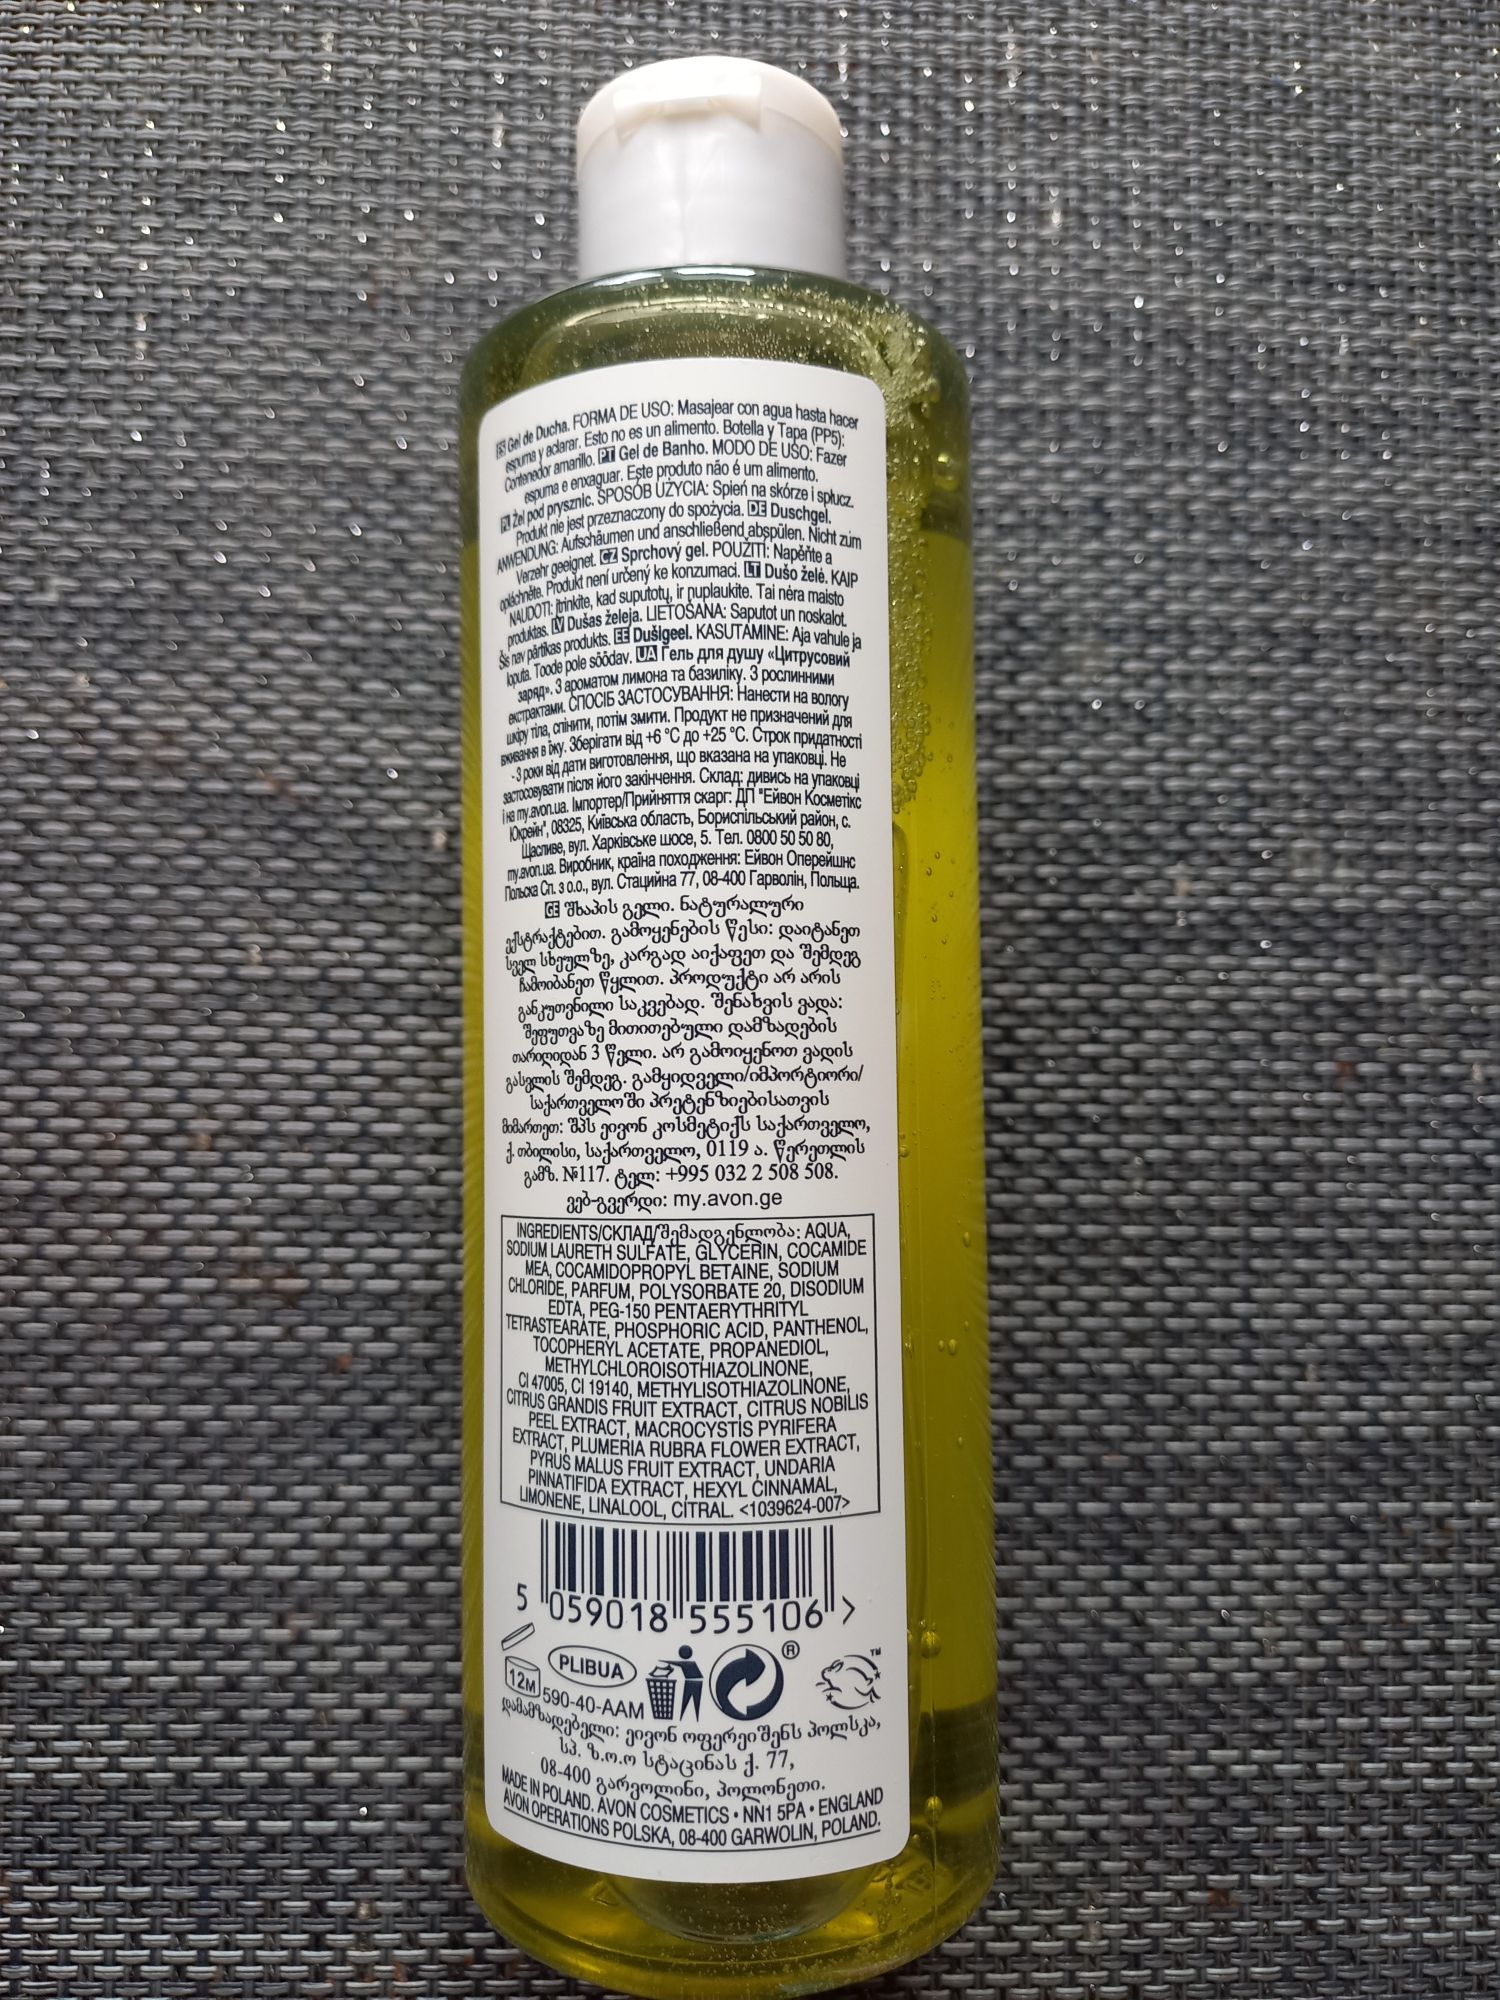 ES Gel de Ducha. FORMA DE USO: Masajear con agua hasta hacer
espuma y aclarar. Esto no es un alimento. Botella y Tapa (PP5):
Contenedor amarillo. PT Gel de Banho. MODO DE USO: Fazer
espuma e enxaguar. Este produto não é um alimento.
PL Żel pod prysznic. SPOSÓB UŻYCIA: Spień na skórze i spłucz.
Produkt nie jest przeznaczony do spożycia. DE Duschgel.
ANWENDUNG: Aufschäumen und anschließend abspülen. Nicht zum
Verzehr geeignet. CZ Sprchový gel. POUŽITÍ: Napěňte a
opláchněte. Produkt není určený ke konzumaci. LT Dušo želė. KAIP
NAUDOTI: įtrinkite, kad suputotų, ir nuplaukite. Tai nėra maisto
produktas. LV Dušas želeja. LIETOŠANA: Saputot un noskalot.
Šis nav pārtikas produkts. EE Dušigeel. KASUTAMINE: Aja vahule ja
loputa. Toode pole söödav. UA Гель для душу «Цитрусовий
заряд». З ароматом лимона та базиліку. З рослинними
екстрактами. СПОСІБ ЗАСТОСУВАННЯ: Нанести на вологу
шкіру тіла, спінити, потім змити. Продукт не призначений для
вживання в їжу. Зберігати від +6 °C до +25 °C. Строк придатності
- 3 роки від дати виготовлення, що вказана на упаковці. Не
застосовувати після його закінчення. Склад: дивись на упаковці
і на my.avon.ua. Імпортер/Прийняття скарг: ДП "Ейвон Косметікс
Юкрейн", 08325, Київська область, Бориспільський район, с.
Щасливе, вул. Харківське шосе, 5. Тел. 0800 50 50 80,
my.avon.ua. Виробник, країна походження: Ейвон Оперейшнс
Польска Сп. з о.о., вул. Стаційна 77, 08-400 Гарволін, Польща.
GE შხაპის გელი. ნატურალური
ექსტრაქტებით. გამოყენების წესი: დაიტანეთ
სველ სხეულზე, კარგად აიქაფეთ და შემდეგ
ჩამოიბანეთ წყლით. პროდუქტი არ არის
განკუთვნილი საკვებად. შენახვის ვადა:
შეფუთვაზე მითითებული დამზადების
თარიღიდან 3 წელი. არ გამოიყენოთ ვადის
გასვლის შემდეგ. გამყიდველი/იმპორტიორი/
საქართველოში პრეტენზიებისათვის
მიმართეთ: შპს ეივონ კოსმეტიქს საქართველო,
ქ. თბილისი, საქართველო, 0119 ა. წერეთლის
გამზ. №117. ტელ: +995 032 2 508 508.
ვებ-გვერდი: my.avon.ge
INGREDIENTS/СКЛАД/შემადგენლობა: AQUA,
SODIUM LAURETH SULFATE, GLYCERIN, COCAMIDE
MEA, COCAMIDOPROPYL BETAINE, SODIUM
CHLORIDE, PARFUM, POLYSORBATE 20, DISODIUM
EDTA, PEG-150 PENTAERYTHRITYL
TETRASTEARATE, PHOSPHORIC ACID, PANTHENOL,
TOCOPHERYL ACETATE, PROPANEDIOL,
METHYLCHLOROISOTHIAZOLINONE,
CI 47005, CI 19140, METHYLISOTHIAZOLINONE,
CITRUS GRANDIS FRUIT EXTRACT, CITRUS NOBILIS
PEEL EXTRACT, MACROCYSTIS PYRIFERA
EXTRACT, PLUMERIA RUBRA FLOWER EXTRACT,
PYRUS MALUS FRUIT EXTRACT, UNDARIA
PINNATIFIDA EXTRACT, HEXYL CINNAMAL,
LIMONENE, LINALOOL, CITRAL. <1039624-007>
5 059018 555106 >
PLIBUA
®
™
12M 590-40-AAM
დამამზადებელი: ეივონ ოფერეიშენს პოლსკა,
სპ. ზ.ო.ო სტაცინას ქ. 77,
08-400 გარვოლინი, პოლონეთი.
MADE IN POLAND. AVON COSMETICS • NN1 5PA • ENGLAND
AVON OPERATIONS POLSKA, 08-400 GARWOLIN, POLAND.